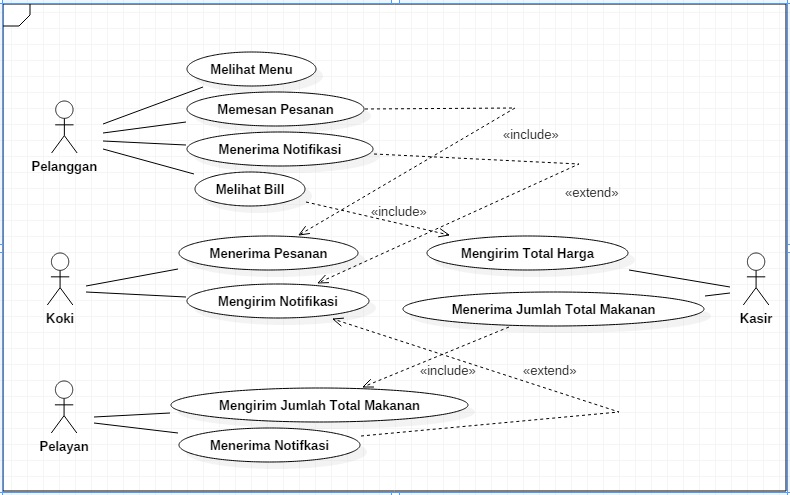 Melihat Menu
Memesan Pesanan
«include»
Menerima Notifikasi
Pelanggan
Melihat Bill
«extend»
«include»
Menerima Pesanan
Mengirim Total Harga
Mengirim Notifikasi
Menerima Jumlah Total Makanan
Koki
Kasir
«include»
«extend»
Mengirim Jumlah Total Makanan
Pelayan
Menerima Notifkasi